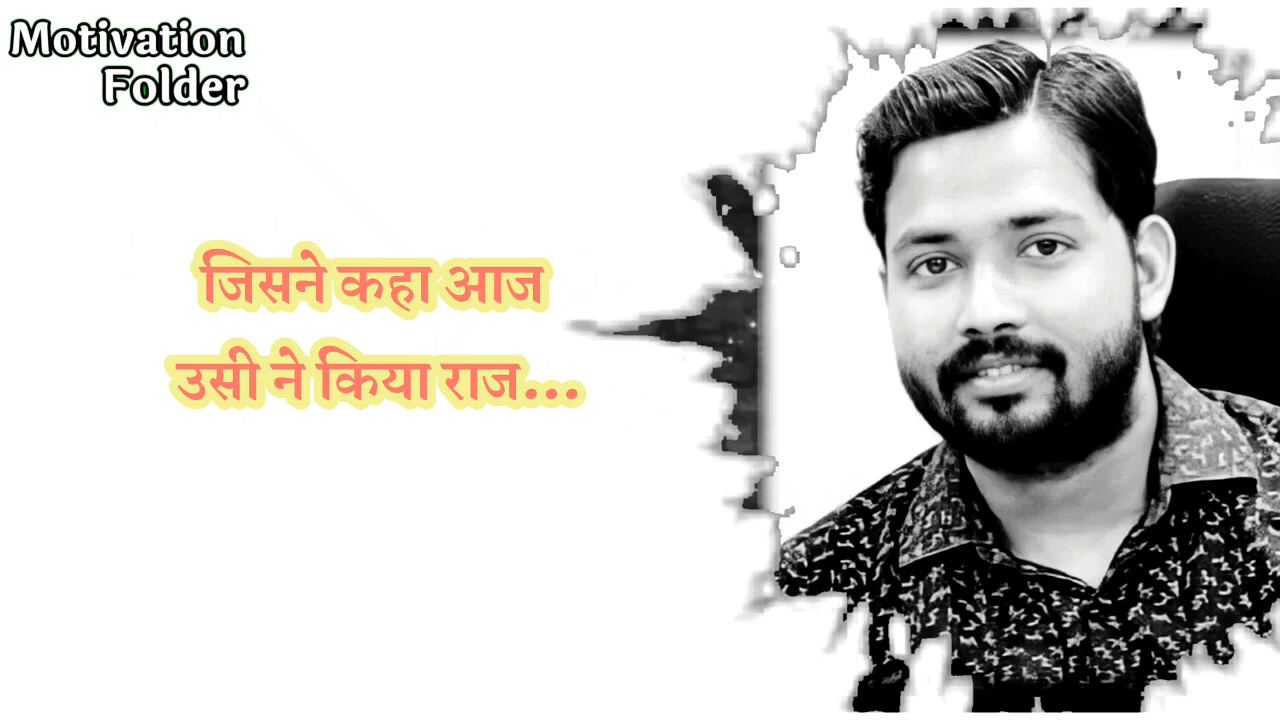 Motivation
Folder
जिसने कहा आज
उसी ने किया राज...